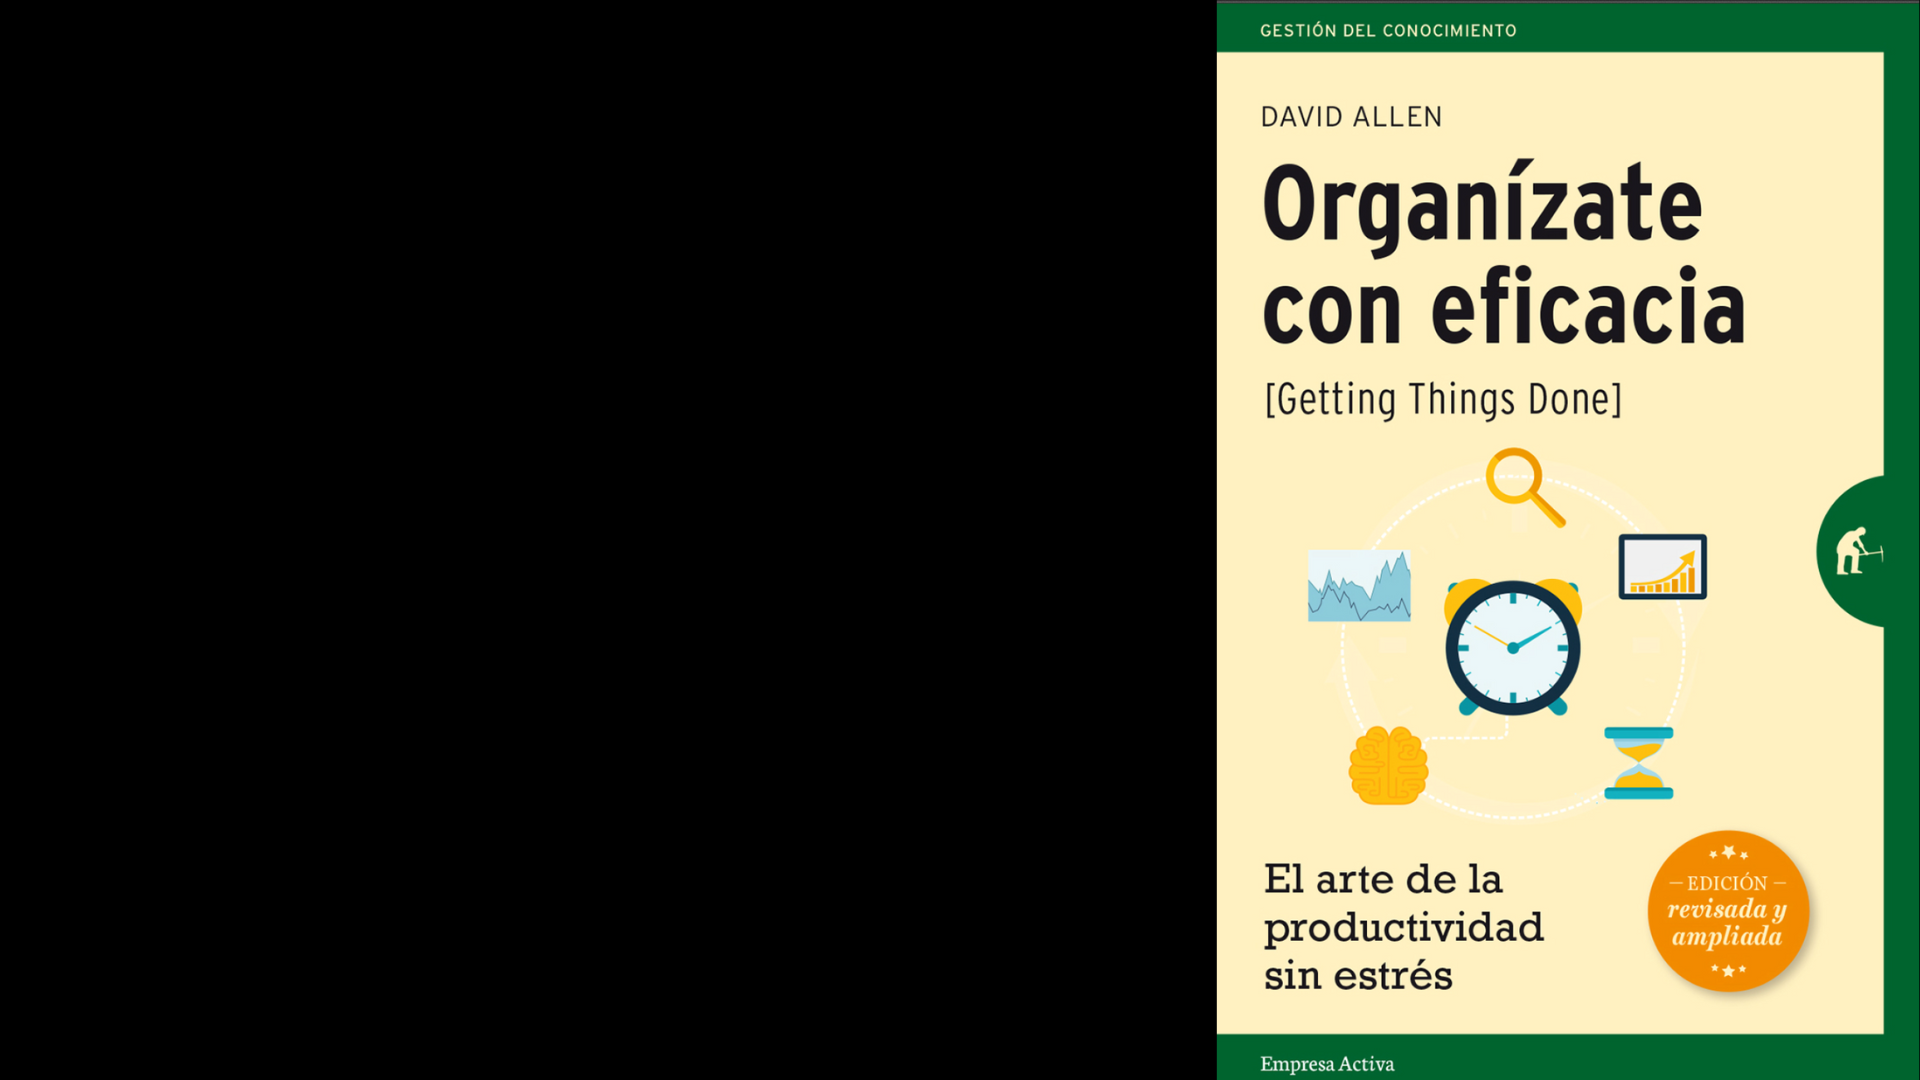 GESTIÓN DEL CONOCIMIENTO
DAVID ALLEN
Organízate
con eficacia
[Getting Things Done]
El arte de la
productividad
sin estrés
— EDICIÓN —
revisada y
ampliada
Empresa Activa